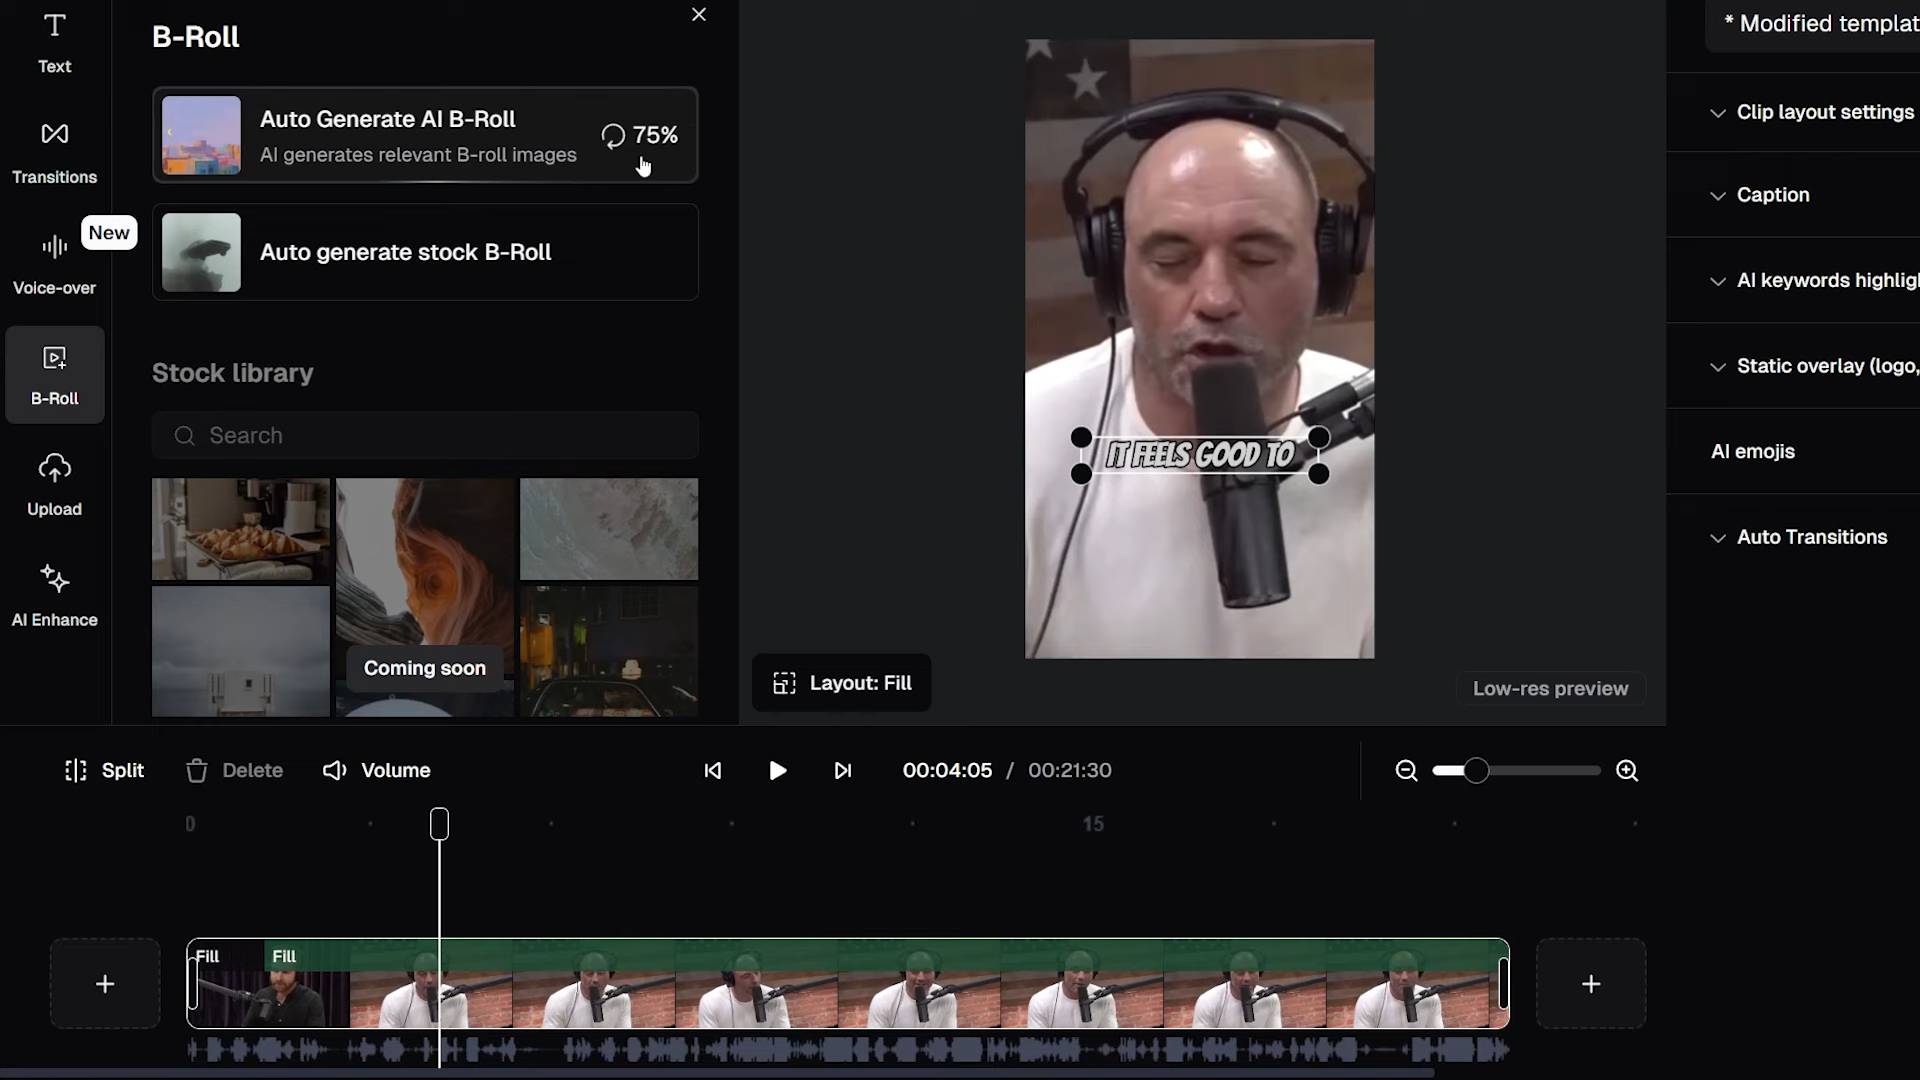 Text
Transitions
New
Voice-over
B-Roll
Upload
AI Enhance
B-Roll
Auto Generate AI B-Roll
AI generates relevant B-roll images
75%
Auto generate stock B-Roll
Stock library
Search
Coming soon
IT FEELS GOOD TO
Layout: Fill
Low-res preview
* Modified templat
Clip layout settings
Caption
AI keywords highligh
Static overlay (logo,
AI emojis
Auto Transitions
Split
Delete
Volume
00:04:05 / 00:21:30
0
15
Fill
Fill